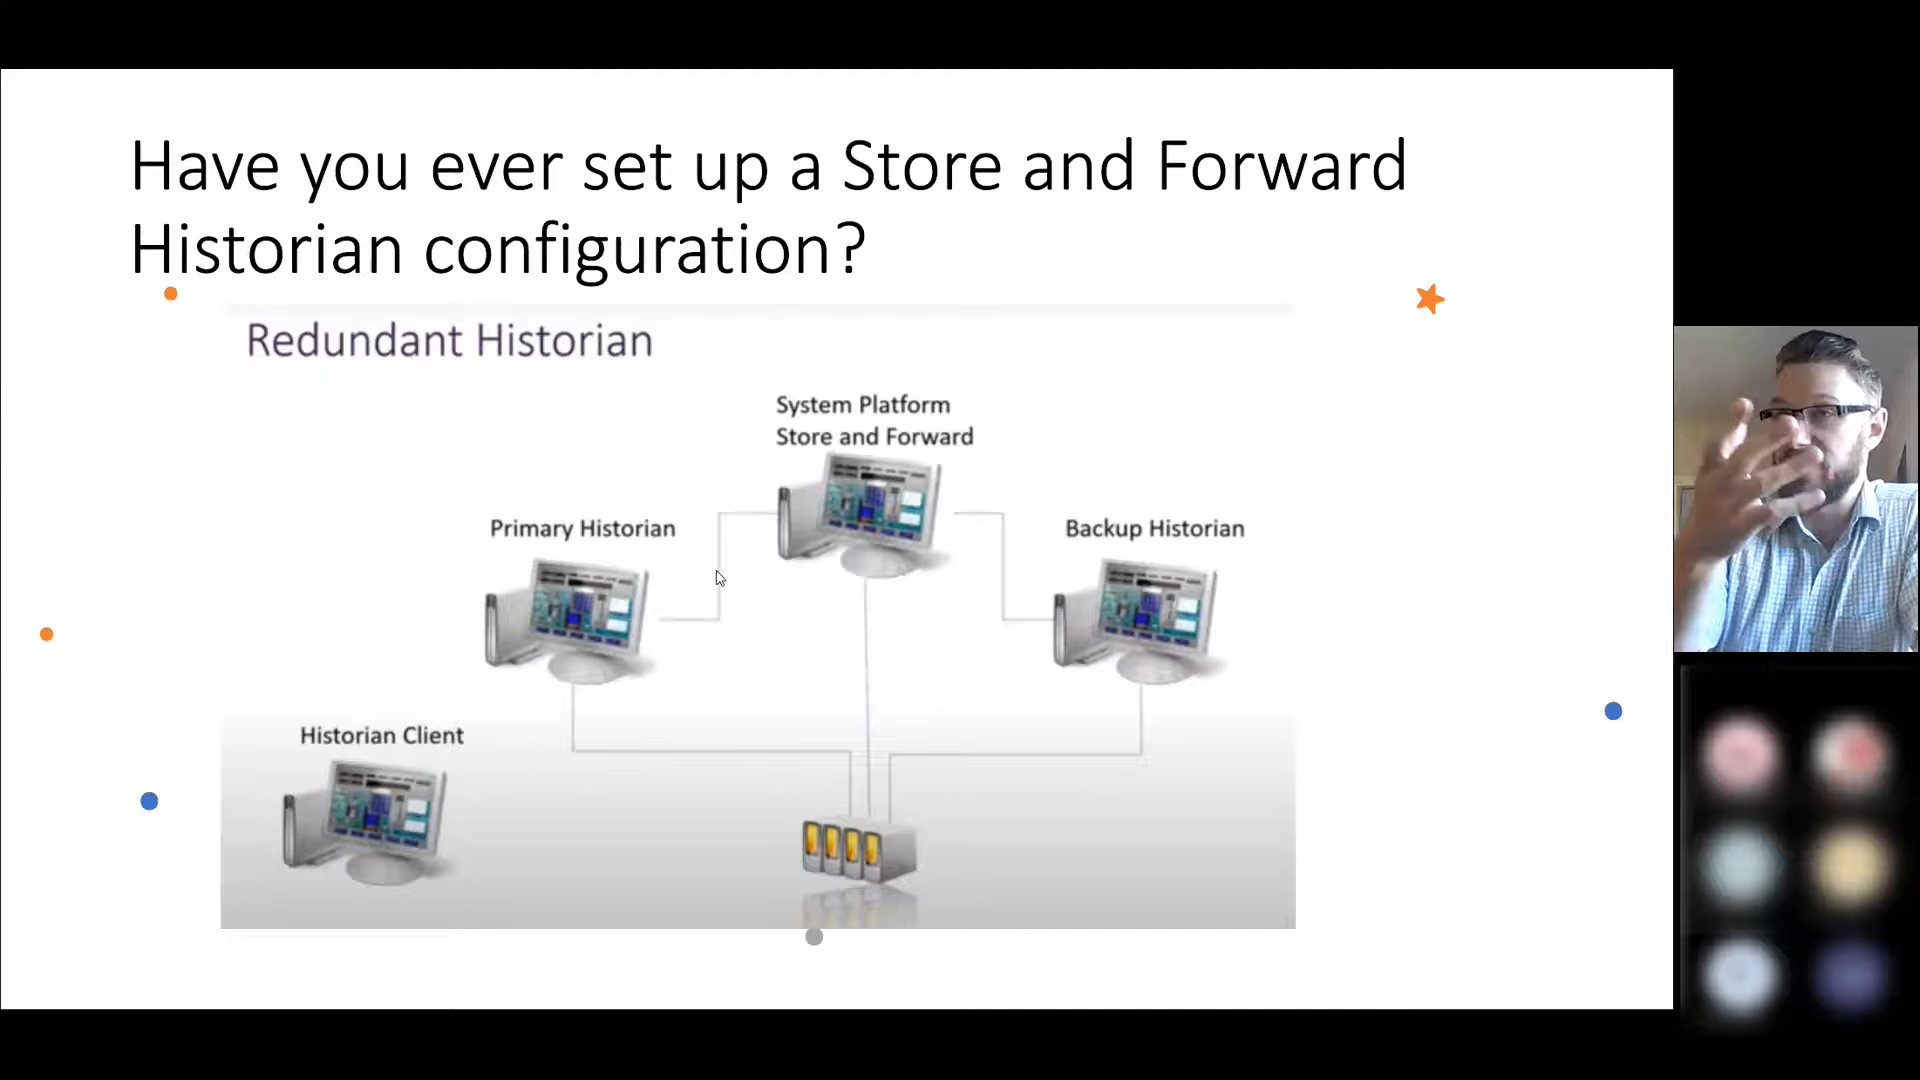 Have you ever set up a Store and Forward
Historian configuration?
Redundant Historian
System Platform
Store and Forward
Primary Historian
Backup Historian
Historian Client